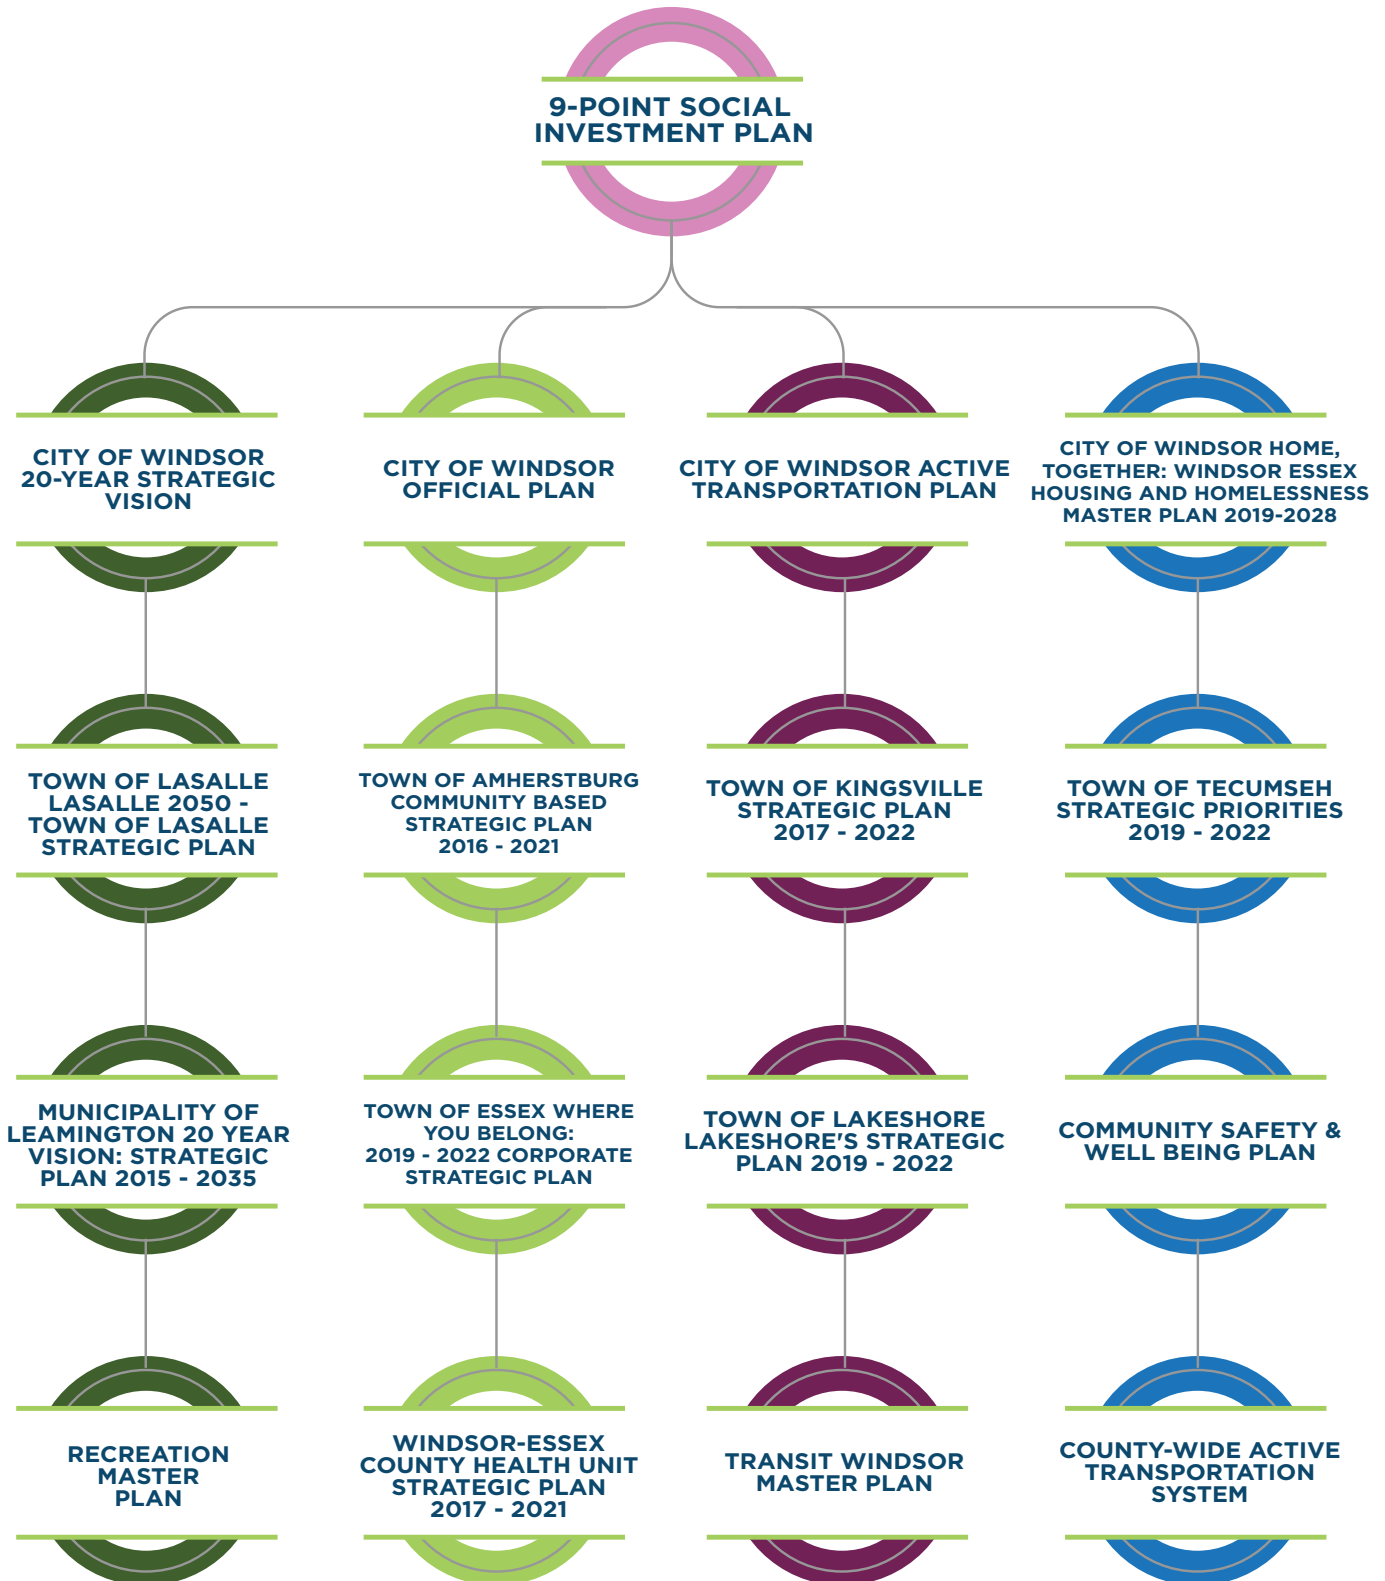 9-POINT SOCIAL
INVESTMENT PLAN
CITY OF WINDSOR
20-YEAR STRATEGIC
VISION
CITY OF WINDSOR
OFFICIAL PLAN
CITY OF WINDSOR ACTIVE
TRANSPORTATION PLAN
CITY OF WINDSOR HOME,
TOGETHER: WINDSOR ESSEX
HOUSING AND HOMELESSNESS
MASTER PLAN 2019-2028
TOWN OF LASALLE
LASALLE 2050 -
TOWN OF LASALLE
STRATEGIC PLAN
TOWN OF AMHERSTBURG
COMMUNITY BASED
STRATEGIC PLAN
2016 - 2021
TOWN OF KINGSVILLE
STRATEGIC PLAN
2017 - 2022
TOWN OF TECUMSEH
STRATEGIC PRIORITIES
2019 - 2022
MUNICIPALITY OF
LEAMINGTON 20 YEAR
VISION: STRATEGIC
PLAN 2015 - 2035
TOWN OF ESSEX WHERE
YOU BELONG:
2019 - 2022 CORPORATE
STRATEGIC PLAN
TOWN OF LAKESHORE
LAKESHORE'S STRATEGIC
PLAN 2019 - 2022
COMMUNITY SAFETY &
WELL BEING PLAN
RECREATION
MASTER
PLAN
WINDSOR-ESSEX
COUNTY HEALTH UNIT
STRATEGIC PLAN
2017 - 2021
TRANSIT WINDSOR
MASTER PLAN
COUNTY-WIDE ACTIVE
TRANSPORTATION
SYSTEM